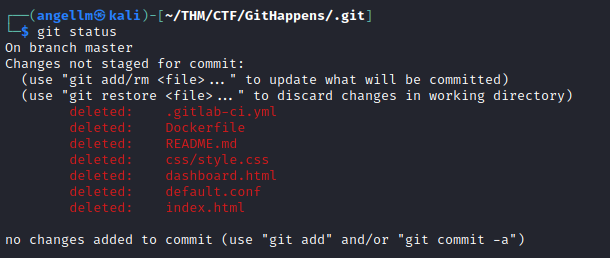 ┌──(angellm㉿kali)-[~/THM/CTF/GitHappens/.git]
└─$ git status
On branch master
Changes not staged for commit:
  (use "git add/rm <file>..." to update what will be committed)
  (use "git restore <file>..." to discard changes in working directory)
        deleted:    .gitlab-ci.yml
        deleted:    Dockerfile
        deleted:    README.md
        deleted:    css/style.css
        deleted:    dashboard.html
        deleted:    default.conf
        deleted:    index.html
no changes added to commit (use "git add" and/or "git commit -a")